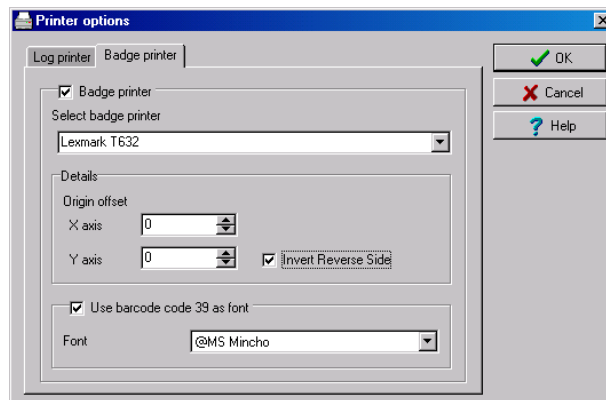 Printer options
Log printer Badge printer
OK
Cancel
Help
Badge printer
Select badge printer
Lexmark T632
Details
Origin offset
X axis 0
Y axis 0 Invert Reverse Side
Use barcode code 39 as font
Font @MS Mincho